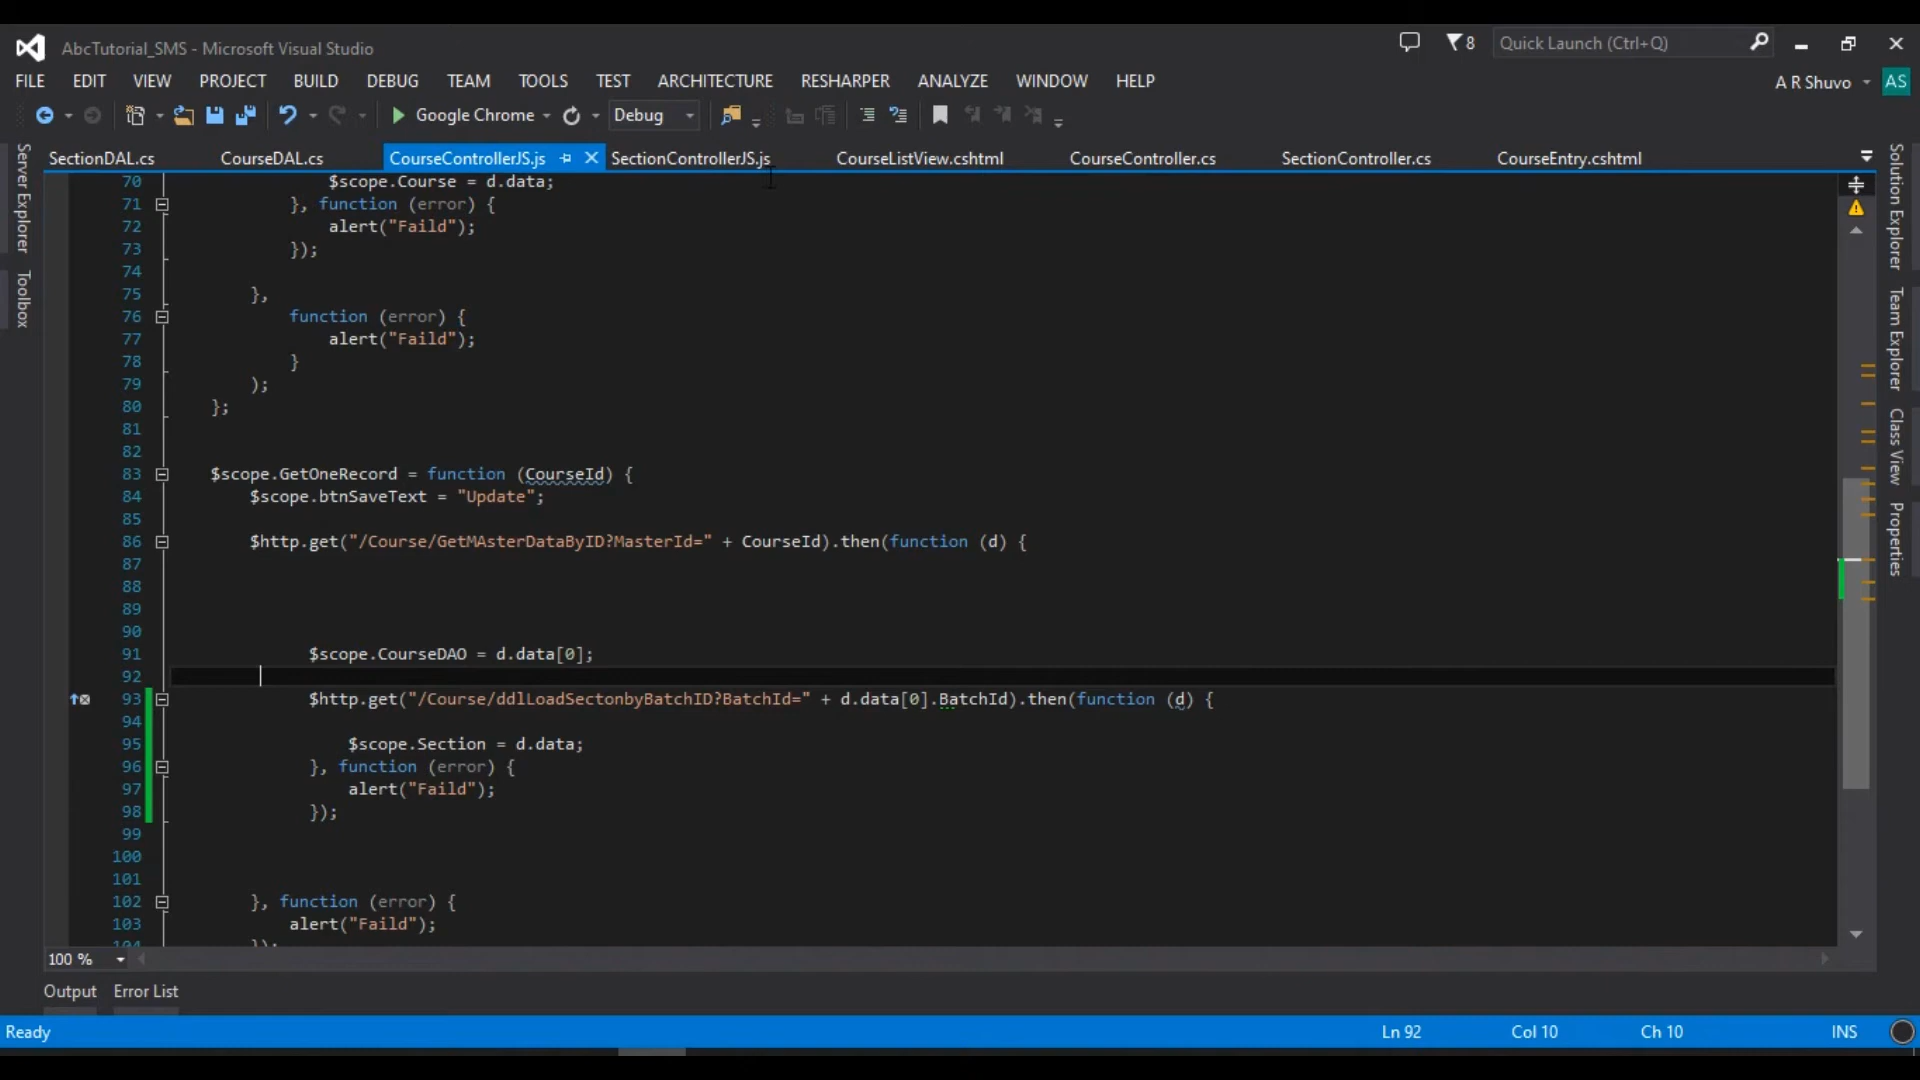 AbcTutorial_SMS - Microsoft Visual Studio
8
Quick Launch (Ctrl+Q)
FILE EDIT VIEW PROJECT BUILD DEBUG TEAM TOOLS TEST ARCHITECTURE RESHARPER ANALYZE WINDOW HELP
A R Shuvo AS
Google Chrome Debug
SectionDAL.cs CourseDAL.cs CourseControllerJS.js SectionControllerJS.js CourseListView.cshtml CourseController.cs SectionController.cs CourseEntry.cshtml
Server Explorer
Toolbox
70 $scope.Course = d.data;
71 }, function (error) {
72 alert("Faild");
73 });
74
75 },
76 function (error) {
77 alert("Faild");
78 }
79 );
80 };
81
82
83 $scope.GetOneRecord = function (CourseId) {
84 $scope.btnSaveText = "Update";
85
86 $http.get("/Course/GetMAsterDataByID?MasterId=" + CourseId).then(function (d) {
87
88
89
90
91 $scope.CourseDAO = d.data[0];
92
93 $http.get("/Course/ddlLoadSectonbyBatchID?BatchId=" + d.data[0].BatchId).then(function (d) {
94
95 $scope.Section = d.data;
96 }, function (error) {
97 alert("Faild");
98 });
99
100
101
102 }, function (error) {
103 alert("Faild");
104 });
Solution Explorer
Team Explorer
Class View
Properties
100 %
Output Error List
Ready Ln 92 Col 10 Ch 10 INS